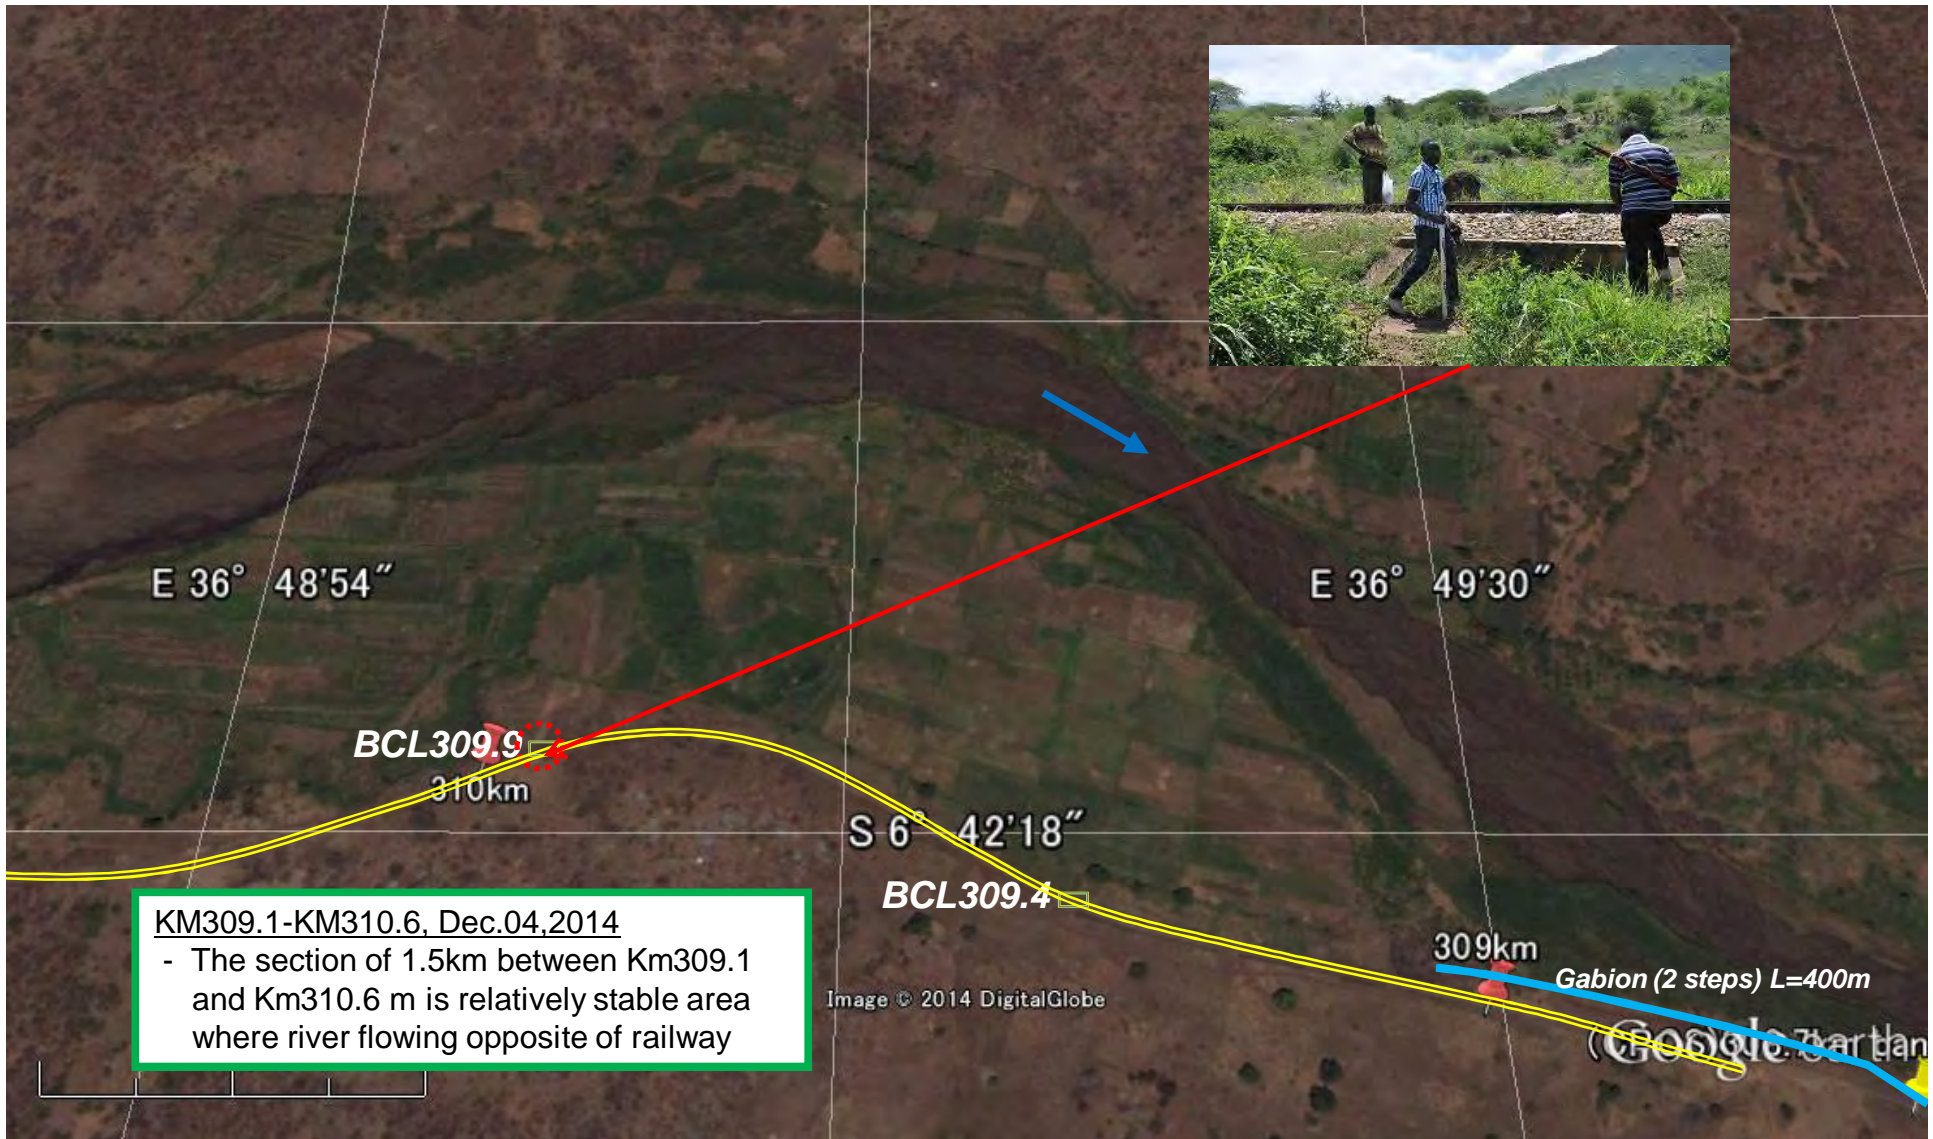 E 36° 48'54"
E 36° 49'30"
BCL309.9
310km
S 6° 42'18"
BCL309.4
KM309.1-KM310.6, Dec.04,2014
- The section of 1.5km between Km309.1
and Km310.6 m is relatively stable area
where river flowing opposite of railway
309km
Gabion (2 steps) L=400m
Image © 2014 DigitalGlobe
Google earth